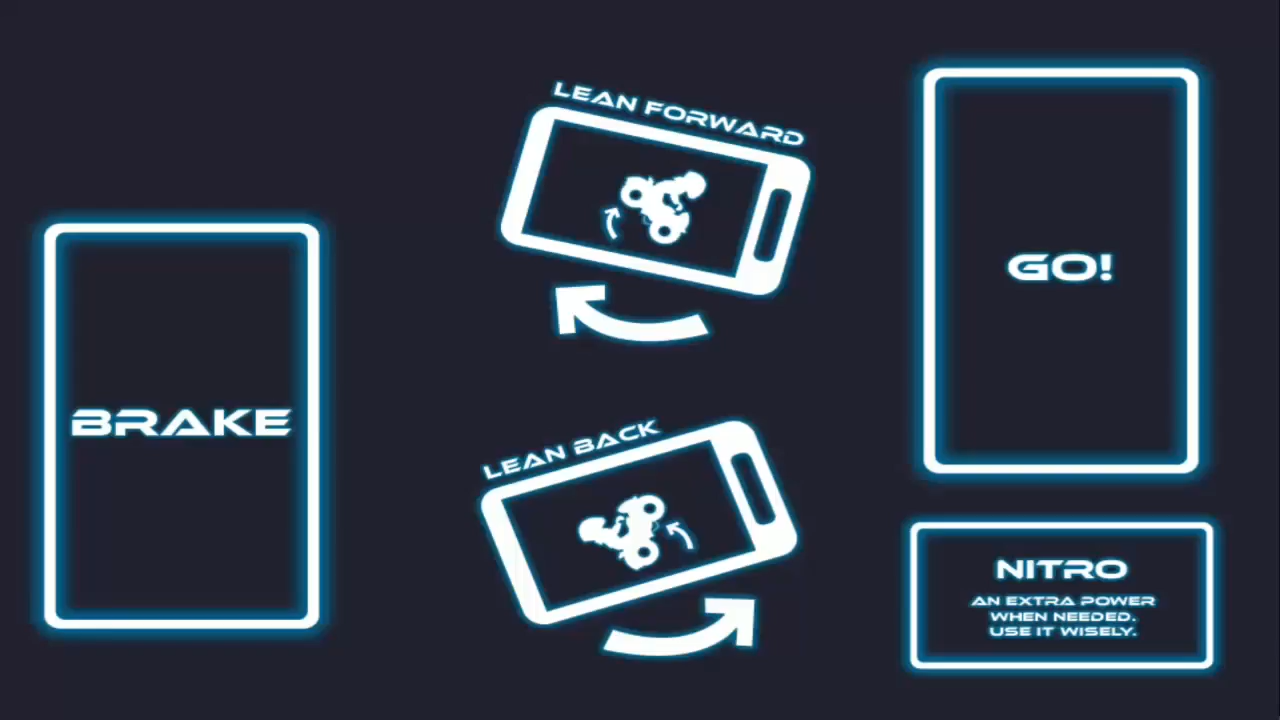 LEAN FORWARD
GO!
BRAKE
LEAN BACK
NITRO
AN EXTRA POWER
WHEN NEEDED.
USE IT WISELY.